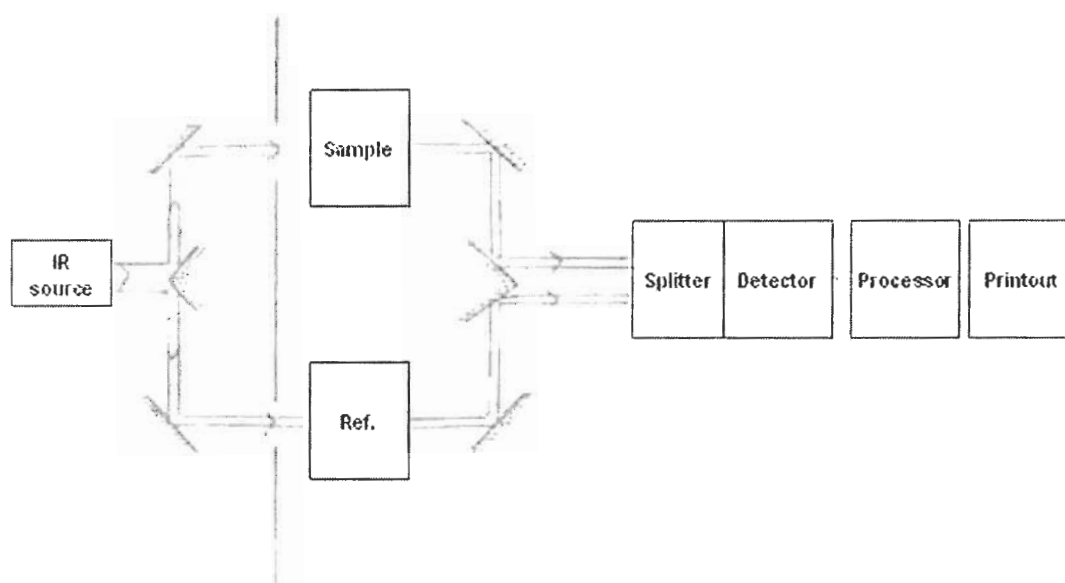 Sample
IR
source
Splitter
Detector
Processor
Printout
Ref.